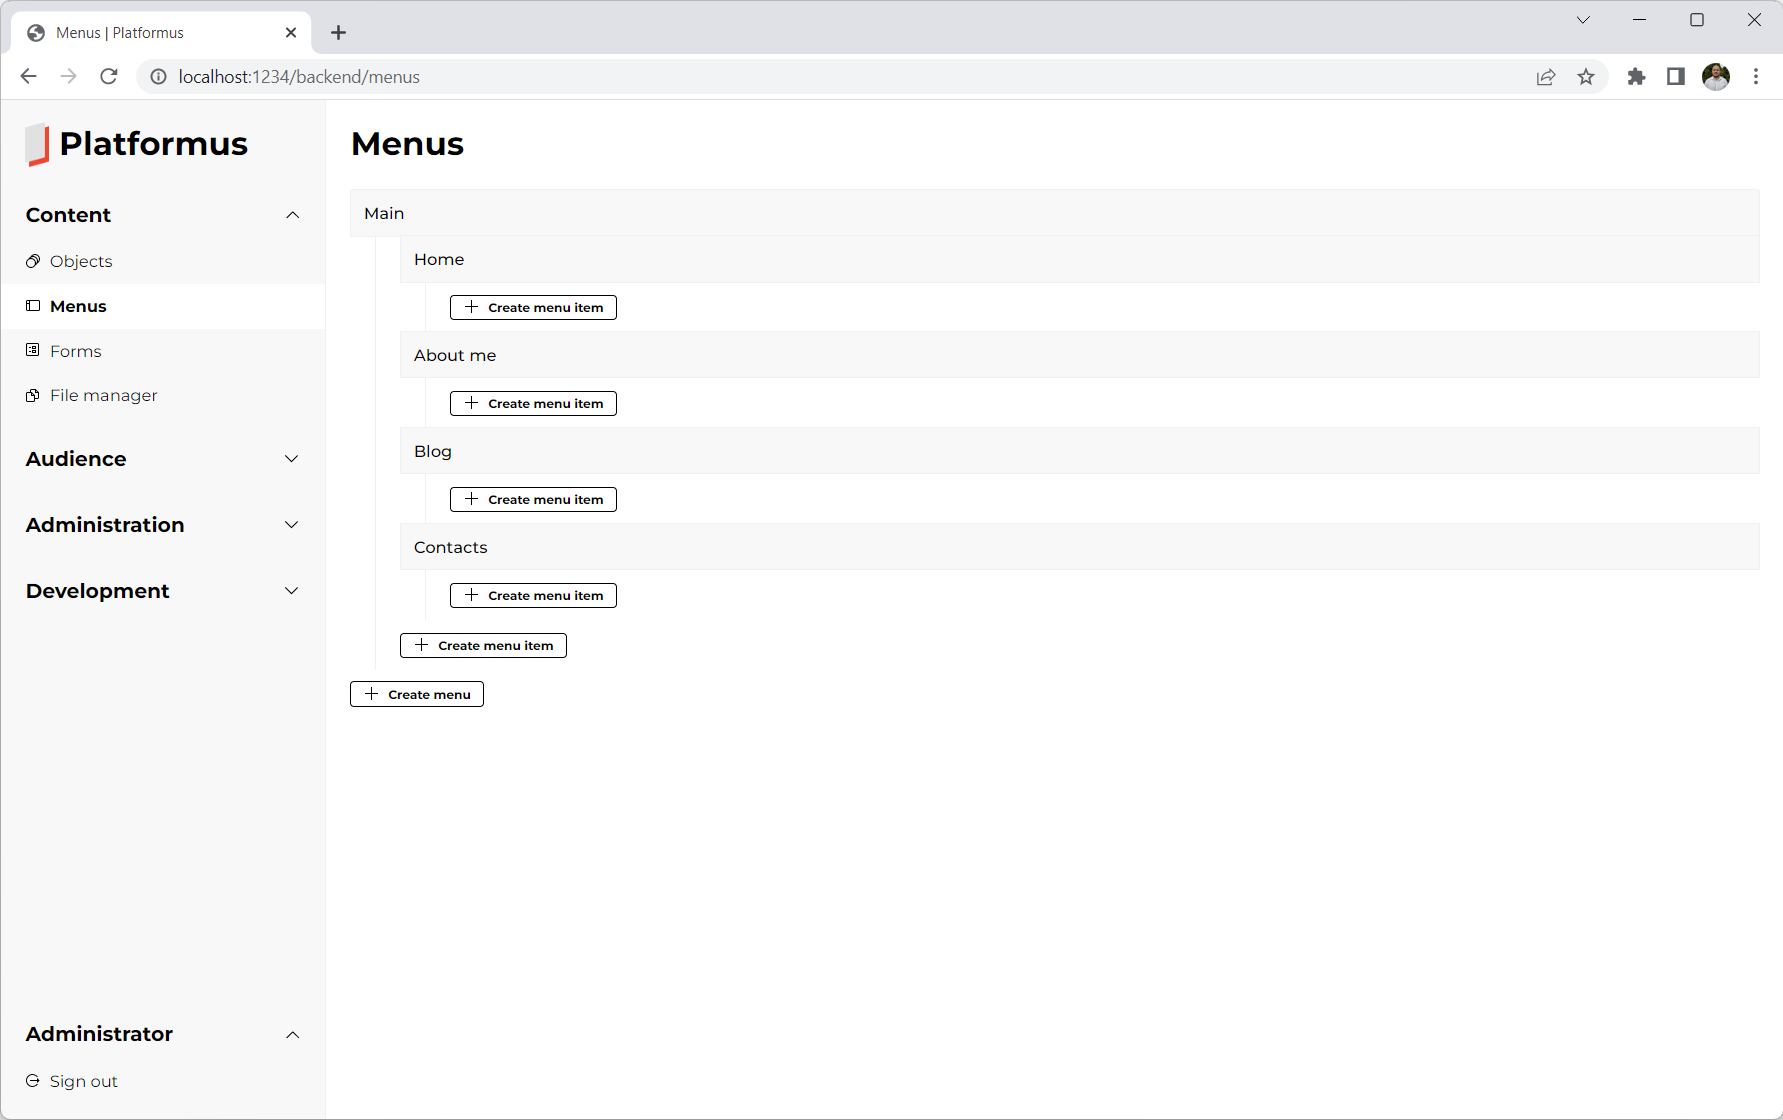 Menus | Platformus
localhost:1234/backend/menus
Platformus
Content
Objects
Menus
Forms
File manager
Audience
Administration
Development
Administrator
Sign out
Menus
Main
Home
Create menu item
About me
Create menu item
Blog
Create menu item
Contacts
Create menu item
Create menu item
Create menu